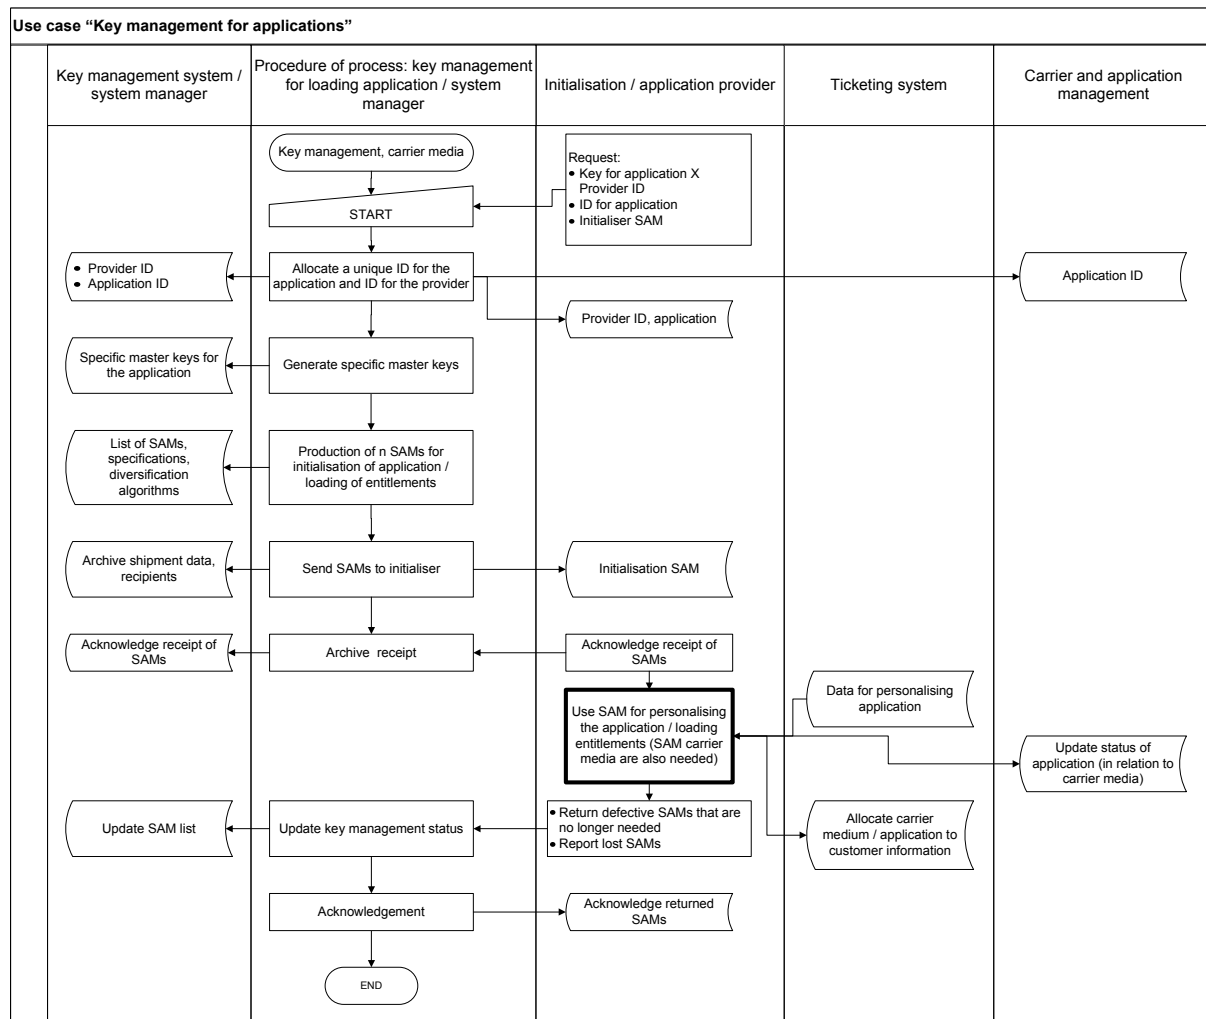 Use case “Key management for applications”
Key management system /
system manager
Procedure of process: key management
for loading application / system
manager
Initialisation / application provider
Ticketing system
Carrier and application
management
Key management, carrier media
Request:
• Key for application X
Provider ID
• ID for application
• Initialiser SAM
START
• Provider ID
• Application ID
Allocate a unique ID for the
application and ID for the provider
Application ID
Provider ID, application
Specific master keys for
the application
Generate specific master keys
List of SAMs,
specifications,
diversification
algorithms
Production of n SAMs for
initialisation of application /
loading of entitlements
Archive shipment data,
recipients
Send SAMs to initialiser
Initialisation SAM
Acknowledge receipt of
SAMs
Archive receipt
Acknowledge receipt of
SAMs
Use SAM for personalising
the application / loading
entitlements (SAM carrier
media are also needed)
Data for personalising
application
Update status of
application (in relation to
carrier media)
Update SAM list
Update key management status
• Return defective SAMs that are
no longer needed
• Report lost SAMs
Allocate carrier
medium / application to
customer information
Acknowledgement
Acknowledge returned
SAMs
END